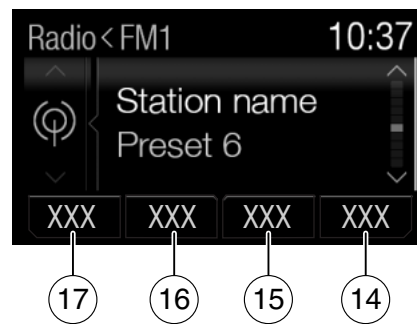 Radio < FM1 10:37
Station name
Preset 6
XXX XXX XXX XXX
17 16 15 14